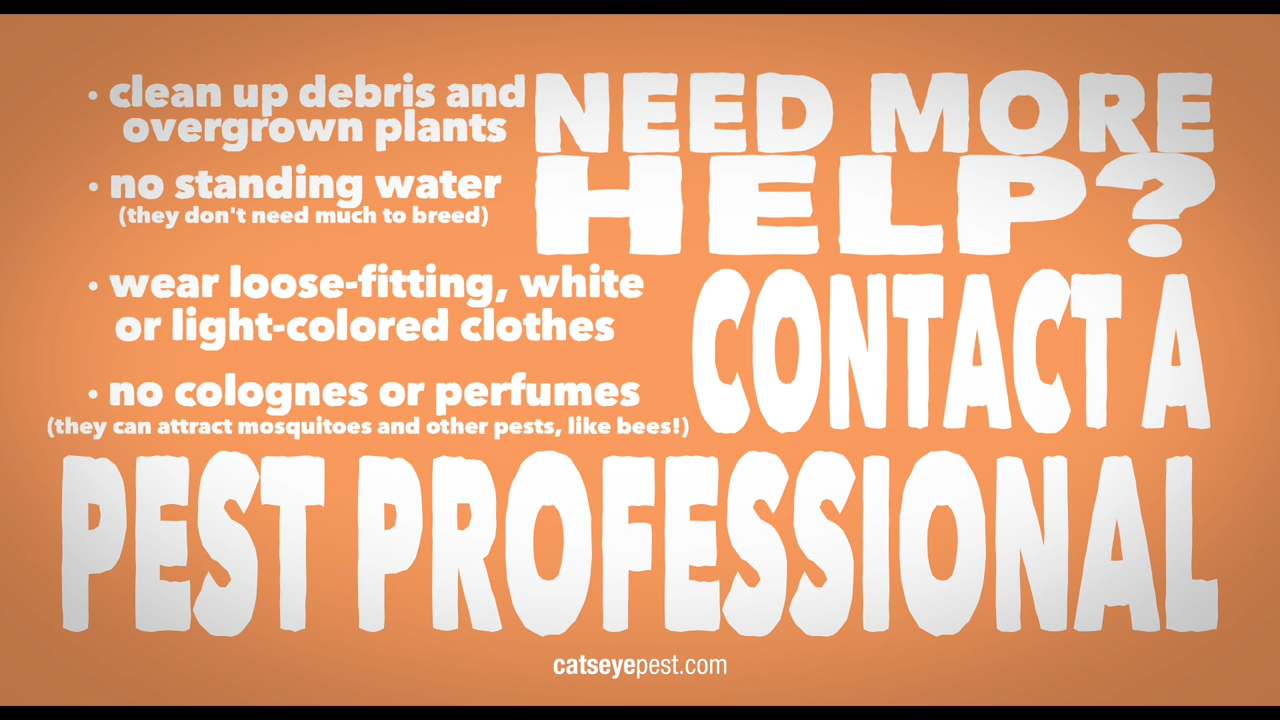 • clean up debris and
overgrown plants
• no standing water
(they don't need much to breed)
• wear loose-fitting, white
or light-colored clothes
• no colognes or perfumes
(they can attract mosquitoes and other pests, like bees!)
NEED MORE
HELP?
CONTACT A
PEST PROFESSIONAL
catseyepest.com